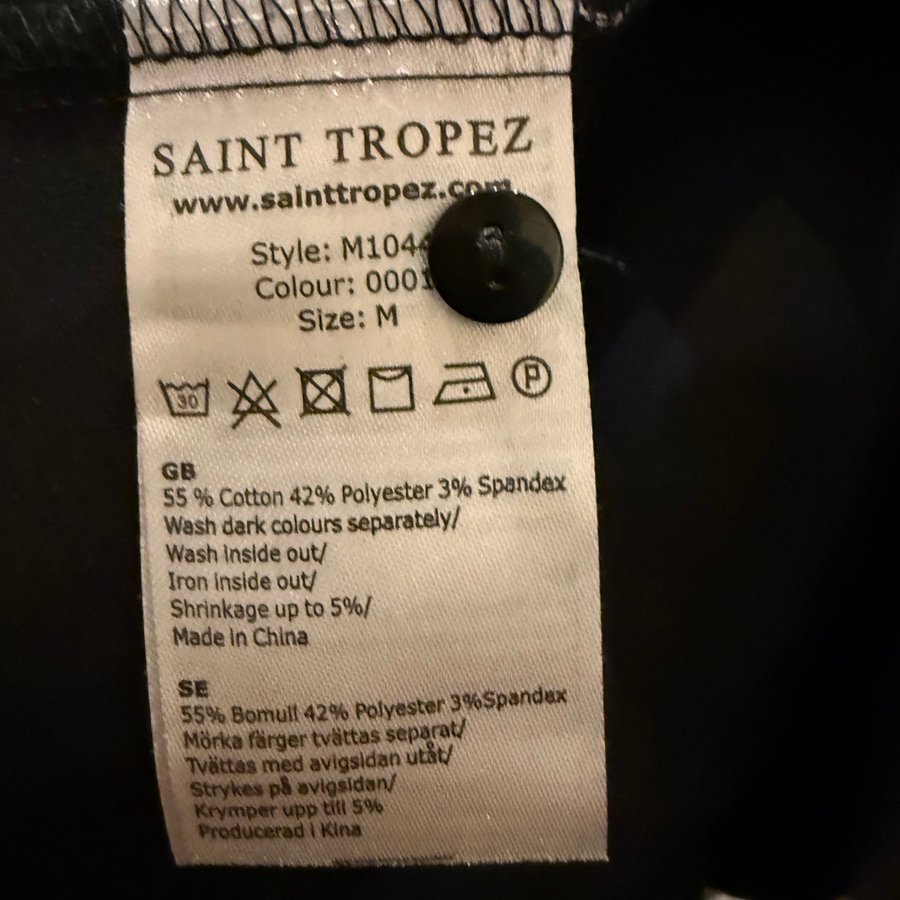 SAINT TROPEZ
www.sainttropez.com
Style: M104
Colour: 0001
Size: M
30
P
GB
55 % Cotton 42% Polyester 3% Spandex
Wash dark colours separately/
Wash inside out/
Iron inside out/
Shrinkage up to 5%/
Made in China
SE
55% Bomull 42% Polyester 3%Spandex
Mörka färger tvättas separat/
Tvättas med avigsidan utåt/
Strykes på avigsidan/
Krymper upp till 5%
Producerad i Kina